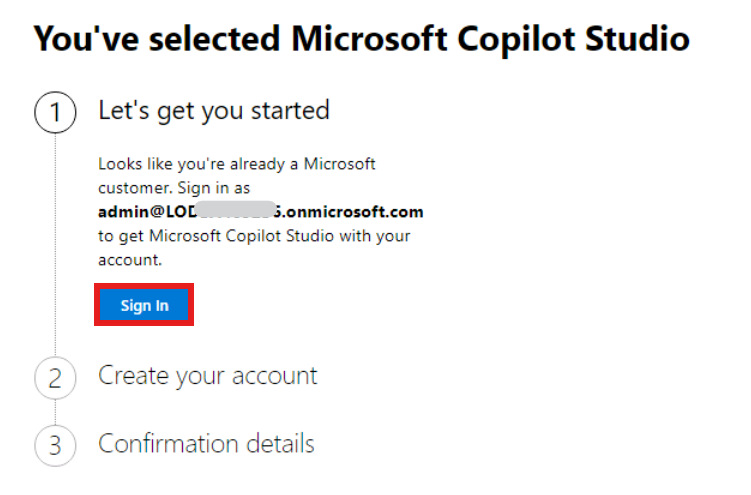 You've selected Microsoft Copilot Studio
1 Let's get you started
Looks like you're already a Microsoft
customer. Sign in as
admin@LOD .onmicrosoft.com
to get Microsoft Copilot Studio with your
account.
Sign In
2 Create your account
3 Confirmation details